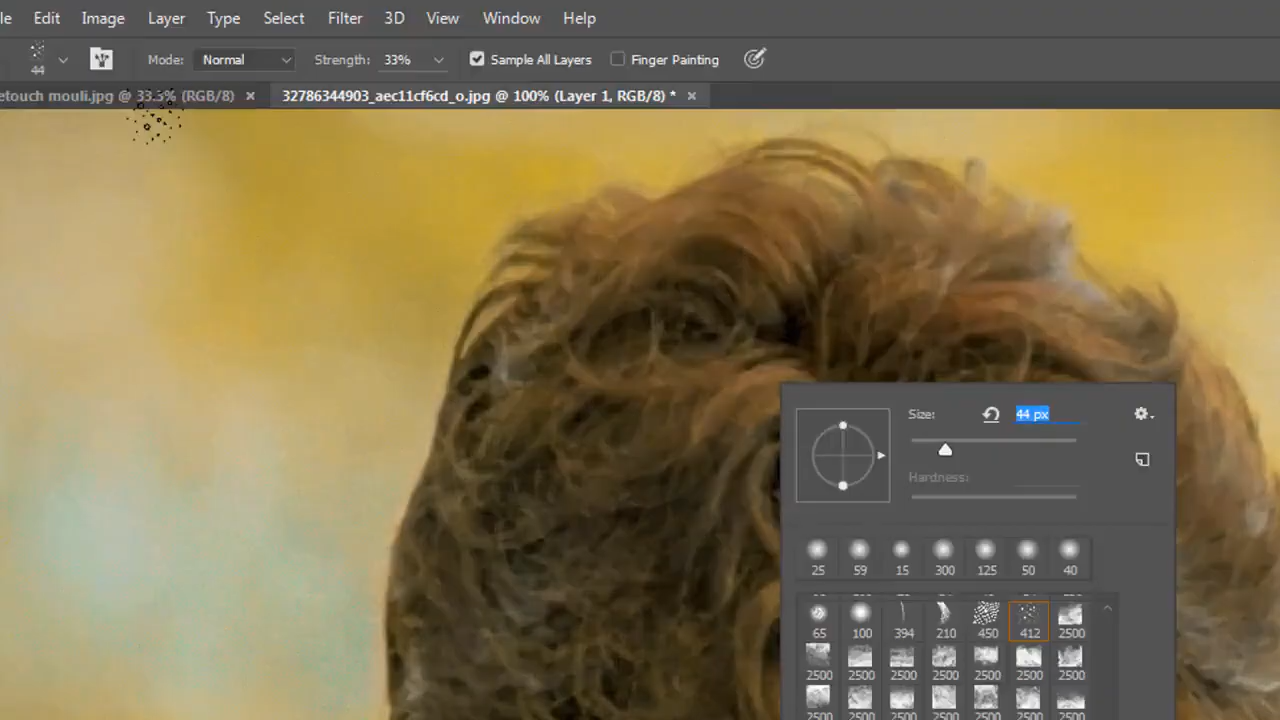 le Edit Image Layer Type Select Filter 3D View Window Help
44 Mode: Normal Strength: 33% Sample All Layers Finger Painting
etouch mouli.jpg @ 33.5% (RGB/8) × 32786344903_aec11cf6cd_o.jpg @ 100% (Layer 1, RGB/8) * ×
Size: 44 px
Hardness:
25 59 15 300 125 50 40
65 100 394 210 450 412 2500
2500 2500 2500 2500 2500 2500 2500
2500 2500 2500 2500 2500 2500 2500